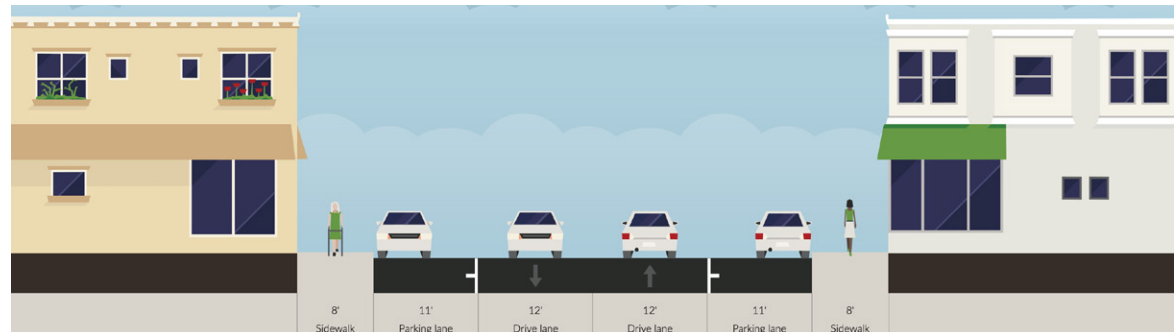 8' 11' 12' 12' 11' 8'
Sidewalk Parking lane Drive lane Drive lane Parking lane Sidewalk